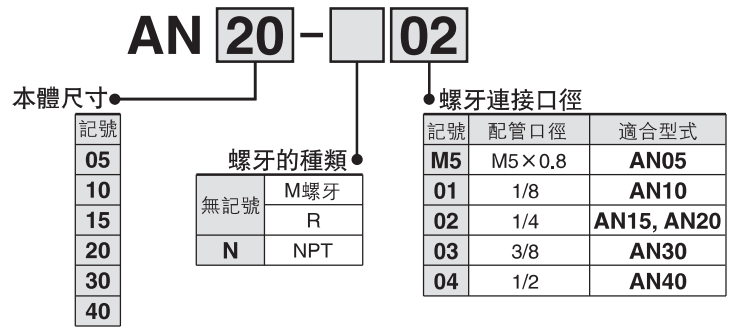 AN 20 - 02
本體尺寸
記號
05
10
15
20
30
40
螺牙的種類
無記號 M螺牙
R
N NPT
螺牙連接口徑
記號 配管口徑 適合型式
M5 M5×0.8 AN05
01 1/8 AN10
02 1/4 AN15, AN20
03 3/8 AN30
04 1/2 AN40